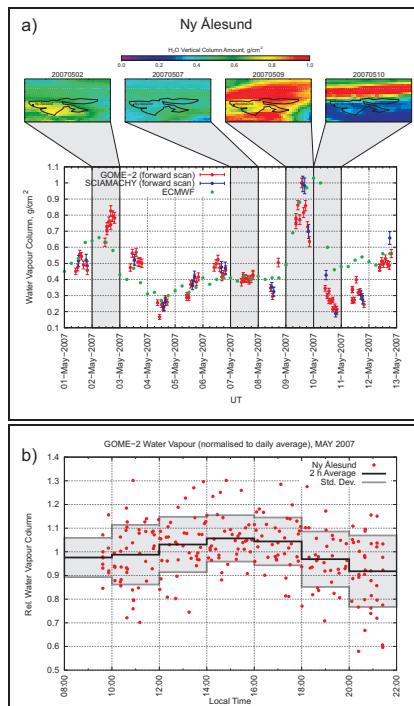 Ny Ålesund
a)
H2O Vertical Column Amount, g/cm2
0.0 0.2 0.4 0.6 0.8 1.0
20070502 20070507 20070509 20070510
GOME-2 (forward scan)
SCIAMACHY (forward scan)
ECMWF
Water Vapour Column, g/cm2
1.1
1
0.9
0.8
0.7
0.6
0.5
0.4
0.3
0.2
0.1
01-May-2007
02-May-2007
03-May-2007
04-May-2007
05-May-2007
06-May-2007
07-May-2007
08-May-2007
09-May-2007
10-May-2007
11-May-2007
12-May-2007
13-May-2007
UT
b)
GOME-2 Water Vapour (normalised to daily average), MAY 2007
Ny Ålesund
2 h Average
Std. Dev.
Rel. Water Vapour Column
1.4
1.3
1.2
1.1
1
0.9
0.8
0.7
0.6
0.5
08:00
10:00
12:00
14:00
16:00
18:00
20:00
22:00
Local Time